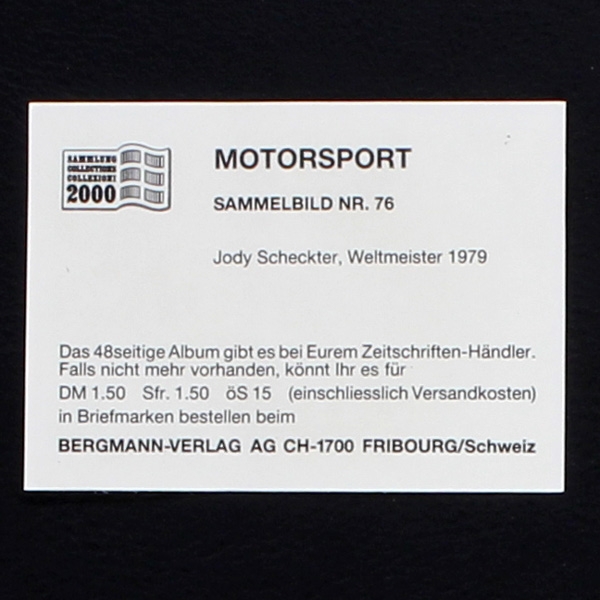 SAMMLUNG
COLLECTIONS
COLLEZIONI
2000
MOTORSPORT
SAMMELBILD NR. 76
Jody Scheckter, Weltmeister 1979
Das 48seitige Album gibt es bei Eurem Zeitschriften-Händler.
Falls nicht mehr vorhanden, könnt Ihr es für
DM 1.50 Sfr. 1.50 öS 15 (einschliesslich Versandkosten)
in Briefmarken bestellen beim
BERGMANN-VERLAG AG CH-1700 FRIBOURG/Schweiz